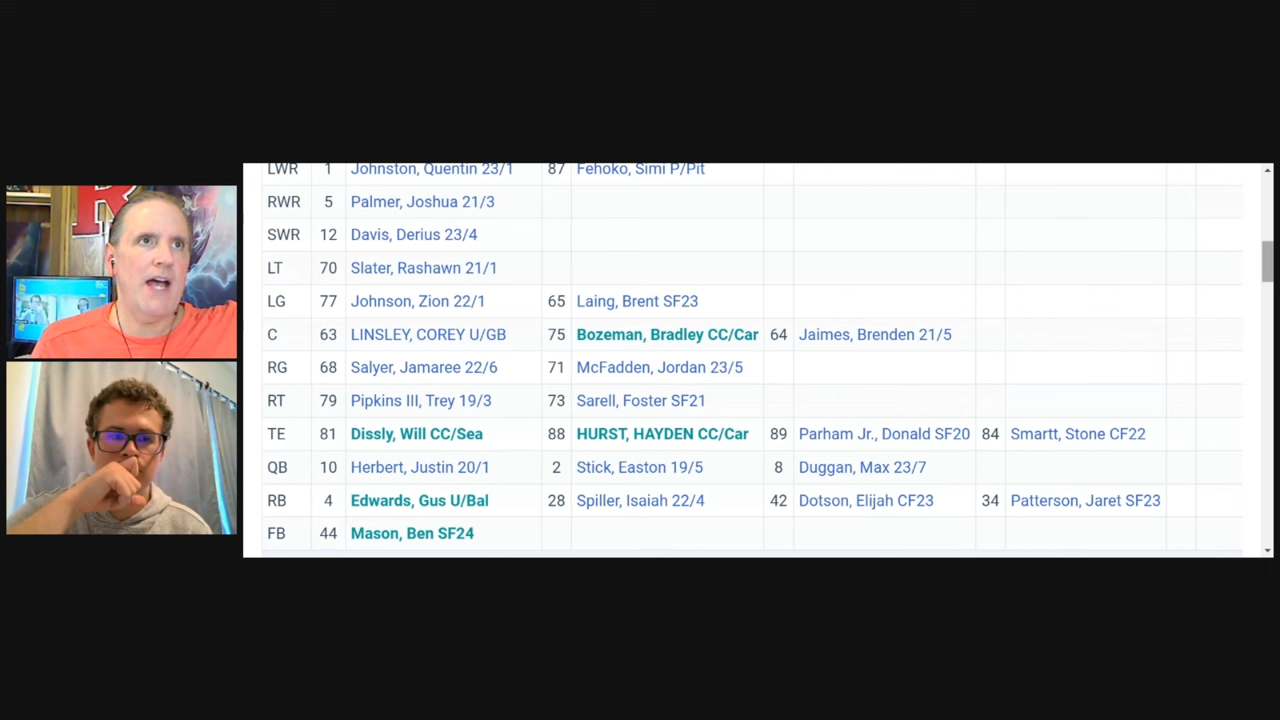 LWR 1 Johnston, Quentin 23/1 87 Fehoko, Simi P/Pit
RWR 5 Palmer, Joshua 21/3
SWR 12 Davis, Derius 23/4
LT 70 Slater, Rashawn 21/1
LG 77 Johnson, Zion 22/1 65 Laing, Brent SF23
C 63 LINSLEY, COREY U/GB 75 Bozeman, Bradley CC/Car 64 Jaimes, Brenden 21/5
RG 68 Salyer, Jamaree 22/6 71 McFadden, Jordan 23/5
RT 79 Pipkins III, Trey 19/3 73 Sarell, Foster SF21
TE 81 Dissly, Will CC/Sea 88 HURST, HAYDEN CC/Car 89 Parham Jr., Donald SF20 84 Smartt, Stone CF22
QB 10 Herbert, Justin 20/1 2 Stick, Easton 19/5 8 Duggan, Max 23/7
RB 4 Edwards, Gus U/Bal 28 Spiller, Isaiah 22/4 42 Dotson, Elijah CF23 34 Patterson, Jaret SF23
FB 44 Mason, Ben SF24
R